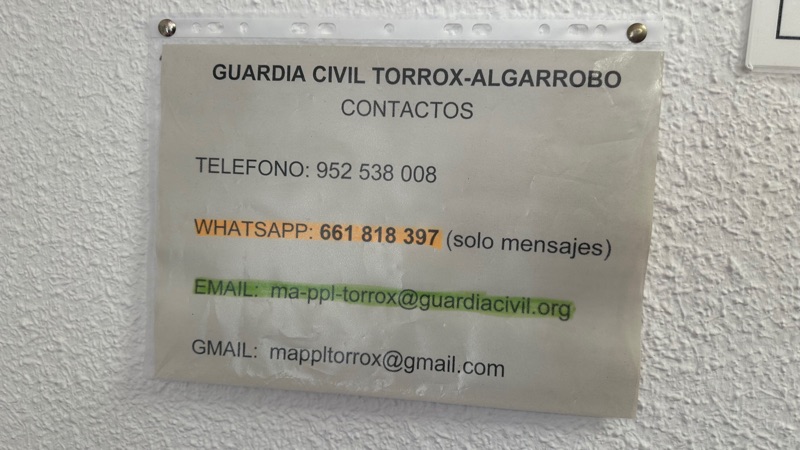 GUARDIA CIVIL TORROX-ALGARROBO
CONTACTOS
TELEFONO: 952 538 008
WHATSAPP: 661 818 397 (solo mensajes)
EMAIL: ma-ppl-torrox@guardiacivil.org
GMAIL: mappltorrox@gmail.com